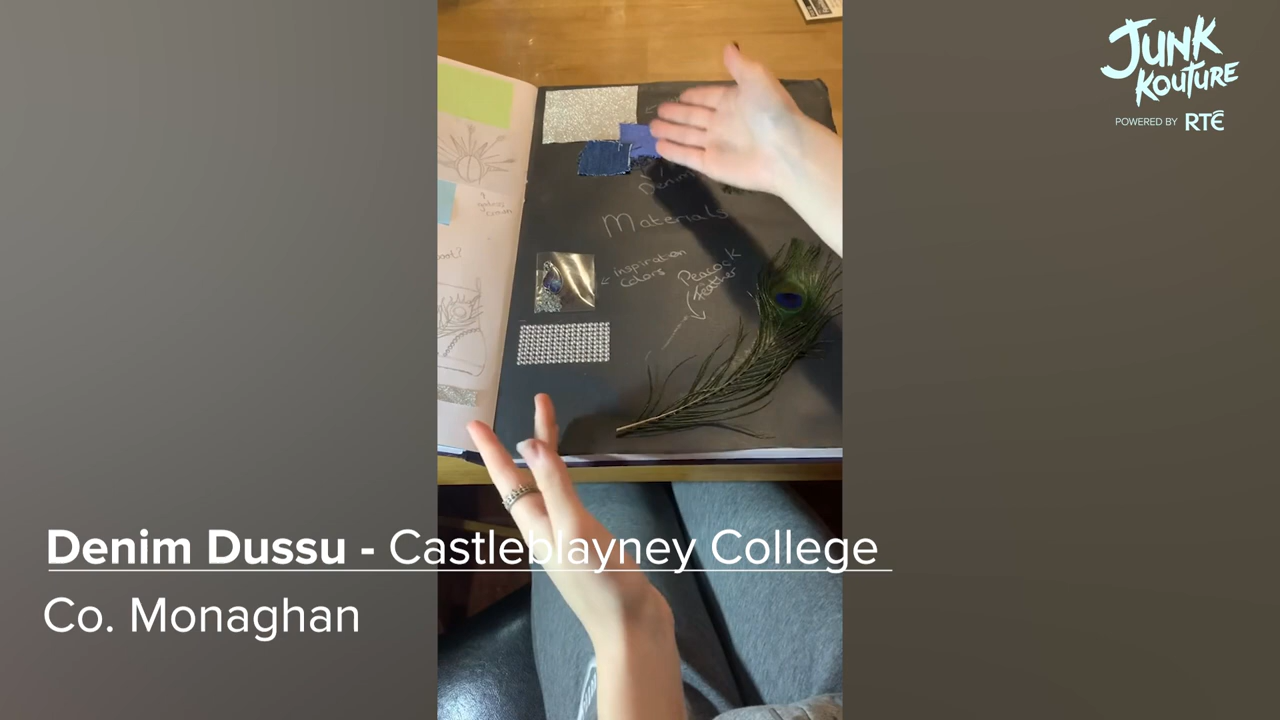 JUNK
KOUTURE
POWERED BY RTÉ
Denim
Materials
inspiration
colors
Peacock
feather
Denim Dussu - Castleblayney College
Co. Monaghan